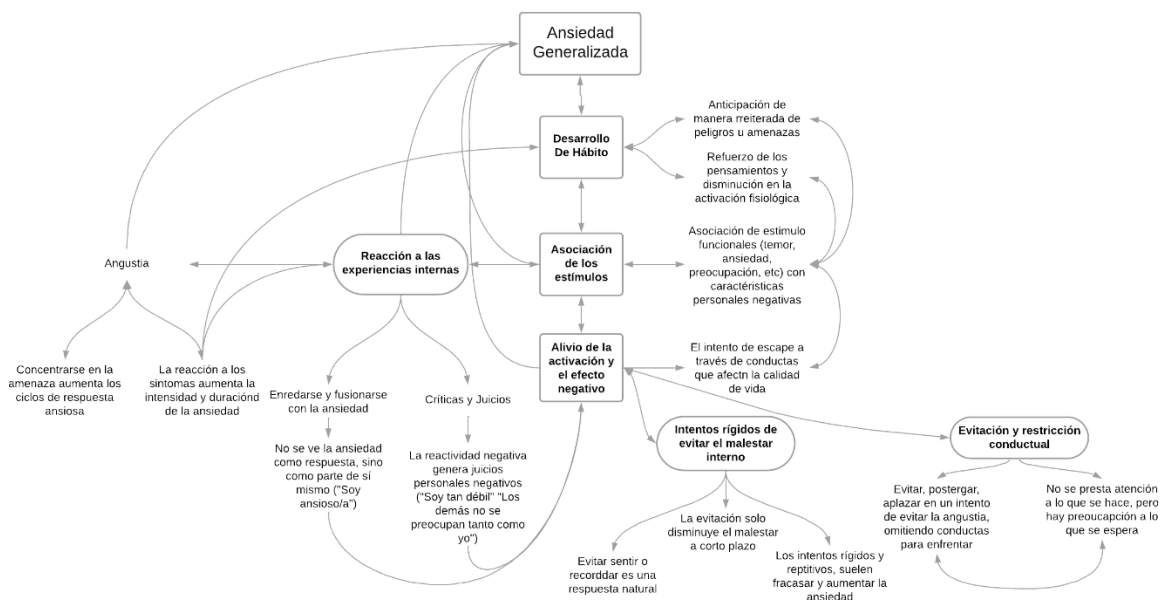 Ansiedad
Generalizada
Desarrollo
De Hábito
Anticipación de
manera rreiterada de
peligros u amenazas
Refuerzo de los
pensamientos y
disminución en la
activación fisiológica
Angustia
Reacción a las
experiencias internas
Asociación
de los
estímulos
Asociación de estimulo
funcionales (temor,
ansiedad,
preocupación, etc) con
características
personales negativas
Alivio de la
activación y
el efecto
negativo
El intento de escape a
través de conductas
que afectn la calidad
de vida
Concentrarse en la
amenaza aumenta los
ciclos de respuesta
ansiosa
La reacción a los
sintomas aumenta la
intensidad y duraciónd
de la ansiedad
Enredarse y fusionarse
con la ansiedad
Críticas y Juicios
No se ve la ansiedad
como respuesta, sino
como parte de sí
mismo ("Soy
ansioso/a")
La reactividad negativa
genera juicios
personales negativos
("Soy tan débil" "Los
demás no se
preocupan tanto como
yo")
Intentos rígidos de
evitar el malestar
interno
Evitación y restricción
conductual
Evitar sentir o
recorddar es una
respuesta natural
La evitación solo
disminuye el malestar
a corto plazo
Los intentos rígidos y
reptitivos, suelen
fracasar y aumentar la
ansiedad
Evitar, postergar,
aplazar en un intento
de evitar la angustia,
omitiendo conductas
para enfrentar
No se presta atención
a lo que se hace, pero
hay preoucapción a lo
que se espera